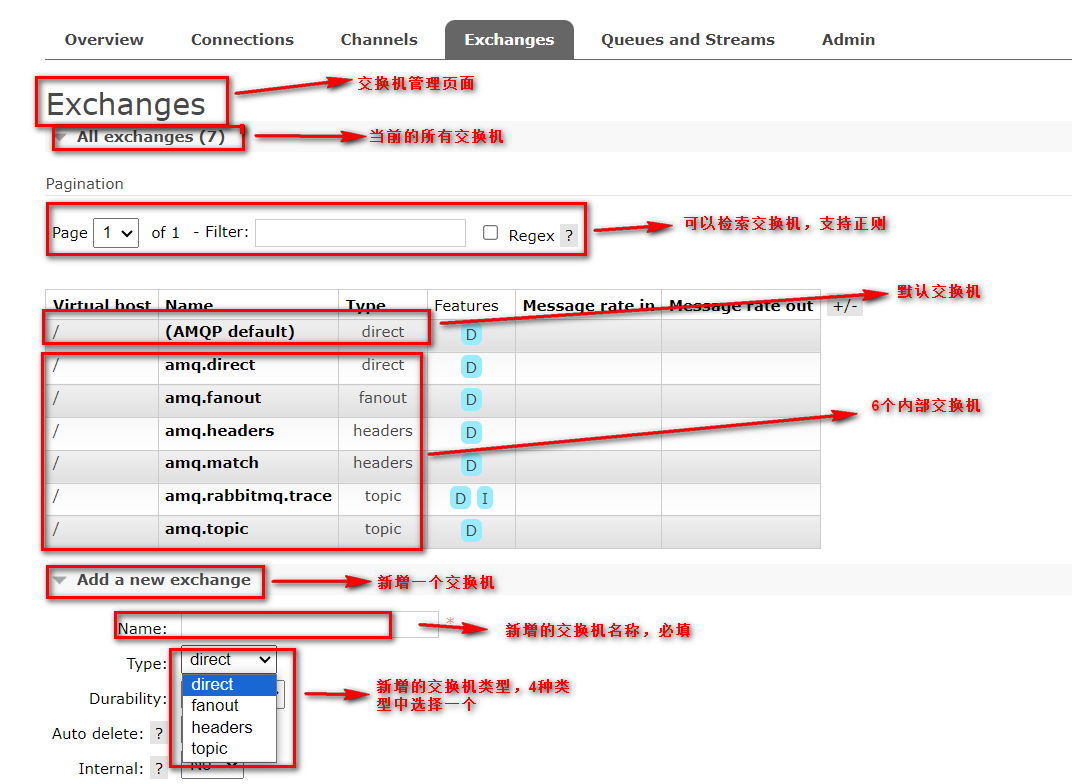 Overview Connections Channels Exchanges Queues and Streams Admin
Exchanges
交换机管理页面
All exchanges (7)
当前的所有交换机
Pagination
Page 1 of 1 - Filter: Regex ?
可以检索交换机，支持正则
Virtual host Name Type Features Message rate in Message rate out +/-
默认交换机
/ (AMQP default) direct D
/ amq.direct direct D
/ amq.fanout fanout D
6个内部交换机
/ amq.headers headers D
/ amq.match headers D
/ amq.rabbitmq.trace topic D I
/ amq.topic topic D
Add a new exchange
新增一个交换机
Name: *
新增的交换机名称，必填
Type: direct
direct
新增的交换机类型，4种类
型中选择一个
Durability:
fanout
Auto delete: ?
headers
topic
Internal: ? No